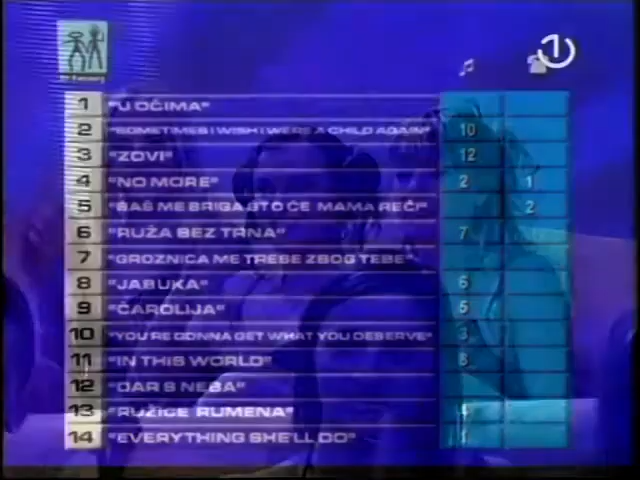 1
1 "U OČIMA"
2 "SOMETIMES I WISH I WERE A CHILD AGAIN" 10
3 "ZOVI" 12
4 "NO MORE" 2 1
5 "BAŠ ME BRIGA ŠTO ĆE MAMA REĆI" 2
6 "RUŽA BEZ TRNA" 7
7 "GROZNICA ME TRESE ZBOG TEBE"
8 "JABUKA" 6
9 "ČAROLIJA" 5
10 "YOU'RE GONNA GET WHAT YOU DESERVE" 3
11 "IN THIS WORLD" 8
12 "DAR S NEBA"
13 "RUŽICE RUMENA" 4
14 "EVERYTHING SHE'LL DO" 1